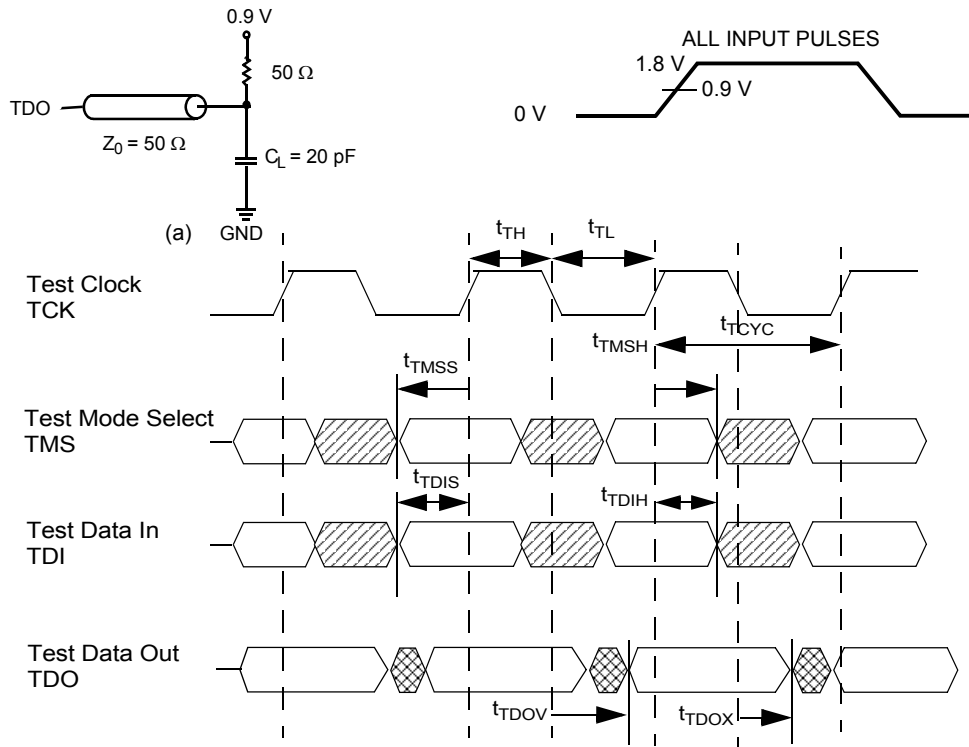 0.9 V
50 Ω
TDO
Z0 = 50 Ω
CL = 20 pF
(a)
GND
ALL INPUT PULSES
1.8 V
0.9 V
0 V
tTH
tTL
Test Clock
TCK
tTCYC
tTMSH
tTMSS
Test Mode Select
TMS
tTDIS
tTDIH
Test Data In
TDI
Test Data Out
TDO
tTDOV
tTDOX